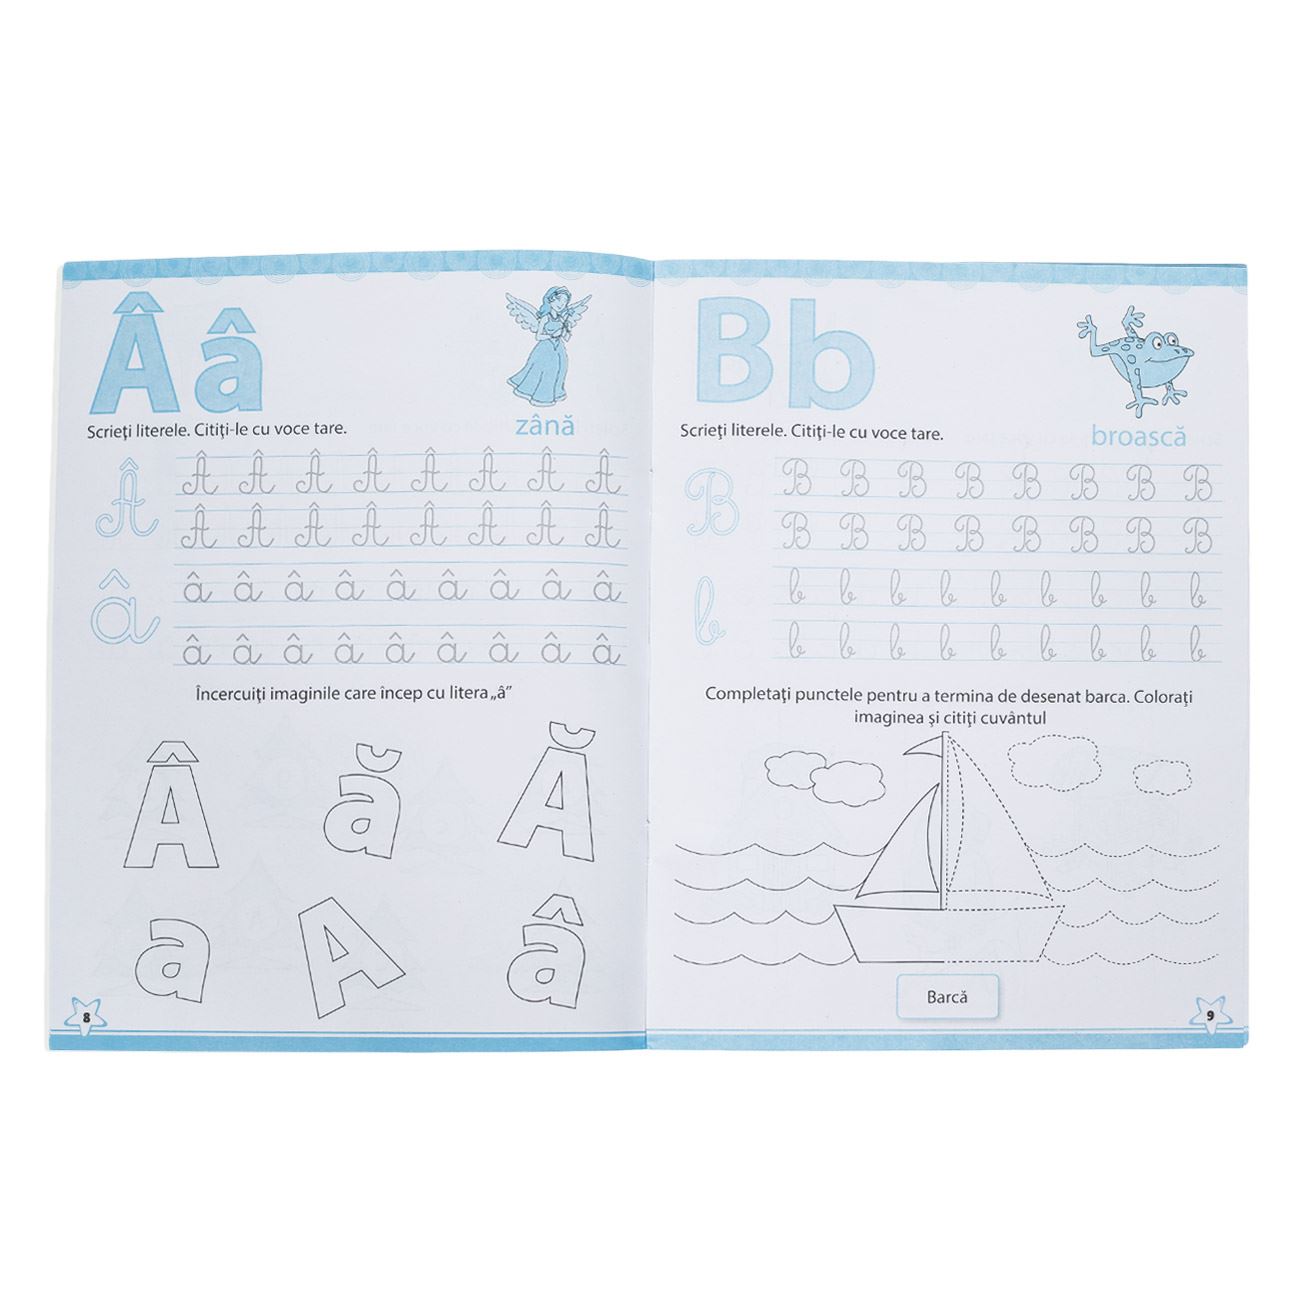 Ââ
zână
Scrieţi literele. Citiţi-le cu voce tare.
Â Â Â Â Â Â Â Â Â
Â Â Â Â Â Â Â Â
â â â â â â â â â â
â â â â â â â â â
Încercuiţi imaginile care încep cu litera „â”
Â ă Ă
a A â
8
Bb
broască
Scrieţi literele. Citiţi-le cu voce tare.
B B B B B B B B B
B B B B B B B B
b b b b b b b b b b
b b b b b b b b b
Completaţi punctele pentru a termina de desenat barca. Coloraţi
imaginea şi citiţi cuvântul
Barcă
9